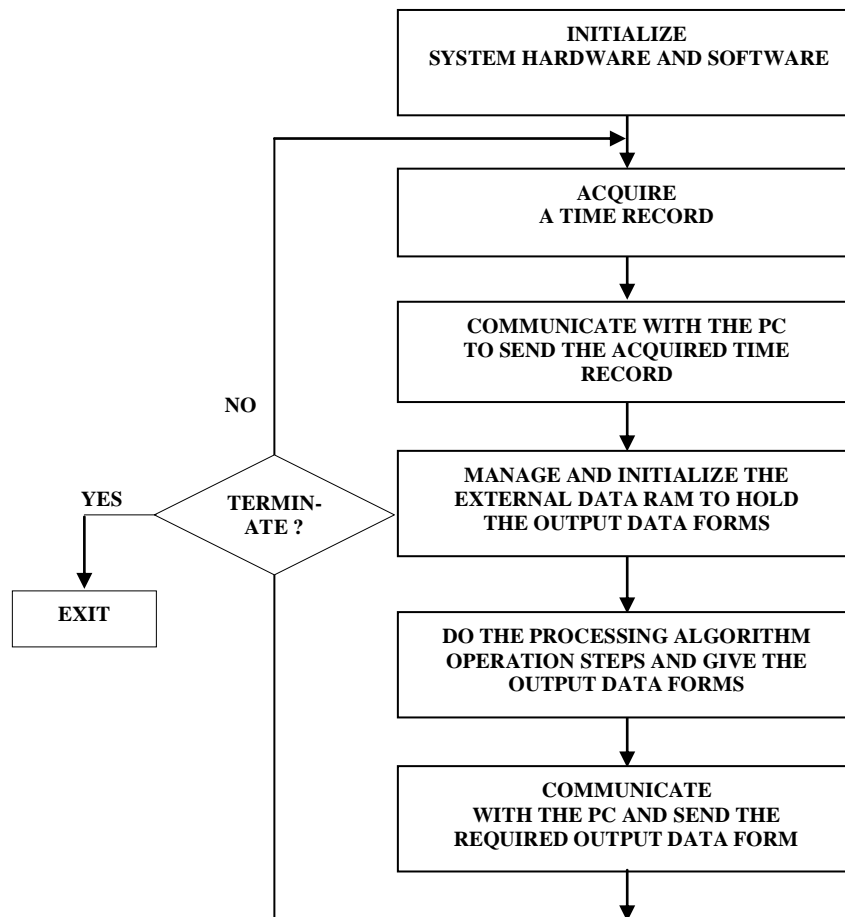 INITIALIZE
SYSTEM HARDWARE AND SOFTWARE
ACQUIRE
A TIME RECORD
COMMUNICATE WITH THE PC
TO SEND THE ACQUIRED TIME
RECORD
NO
MANAGE AND INITIALIZE THE
EXTERNAL DATA RAM TO HOLD
THE OUTPUT DATA FORMS
YES
TERMIN-
ATE ?
EXIT
DO THE PROCESSING ALGORITHM
OPERATION STEPS AND GIVE THE
OUTPUT DATA FORMS
COMMUNICATE
WITH THE PC AND SEND THE
REQUIRED OUTPUT DATA FORM